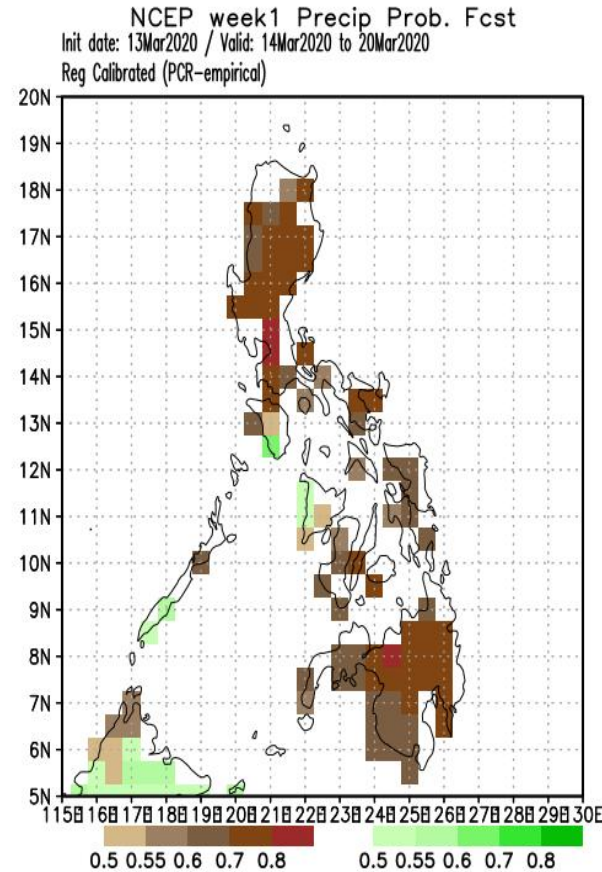 NCEP week1 Precip Prob. Fcst
Init date: 13Mar2020 / Valid: 14Mar2020 to 20Mar2020
Reg Calibrated (PCR-empirical)
20N
19N
18N
17N
16N
15N
14N
13N
12N
11N
10N
9N
8N
7N
6N
5N
115E 116E 117E 118E 119E 120E 121E 122E 123E 124E 125E 126E 127E 128E 129E 130E
0.5 0.55 0.6 0.7 0.8 0.5 0.55 0.6 0.7 0.8